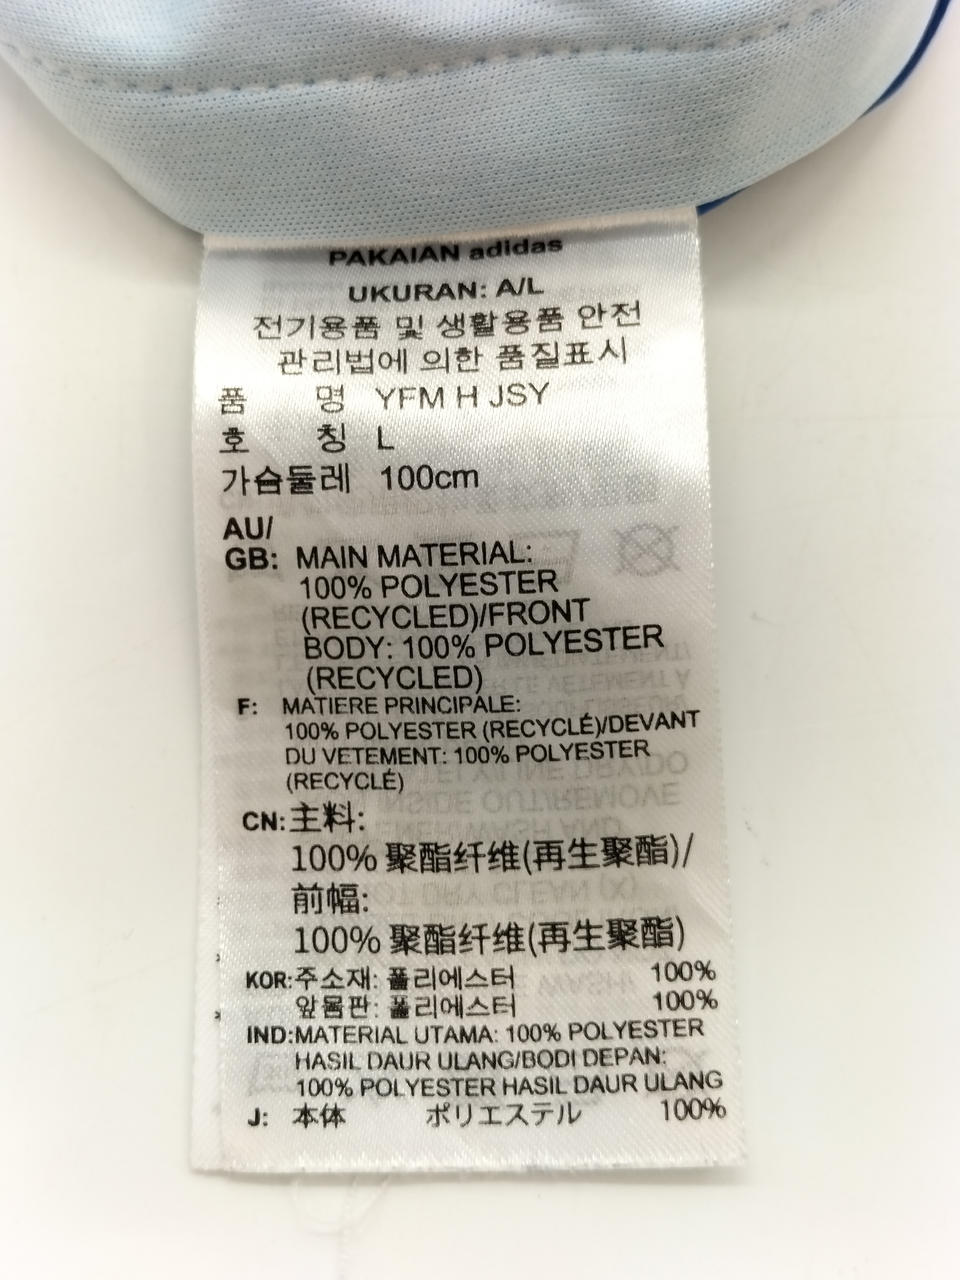 PAKAIAN adidas
UKURAN: A/L
전기용품 및 생활용품 안전
관리법에 의한 품질표시
품 명 YFM H JSY
호 칭 L
가슴둘레 100cm
AU/
GB: MAIN MATERIAL:
100% POLYESTER
(RECYCLED)/FRONT
BODY: 100% POLYESTER
(RECYCLED)
F: MATIERE PRINCIPALE:
100% POLYESTER (RECYCLÉ)/DEVANT
DU VETEMENT: 100% POLYESTER
(RECYCLÉ)
CN: 主料:
100% 聚酯纤维(再生聚酯)/
前幅:
100% 聚酯纤维(再生聚酯)
KOR: 주소재: 폴리에스터 100%
앞몸판: 폴리에스터 100%
IND: MATERIAL UTAMA: 100% POLYESTER
HASIL DAUR ULANG/BODI DEPAN:
100% POLYESTER HASIL DAUR ULANG
J: 本体 ポリエステル 100%